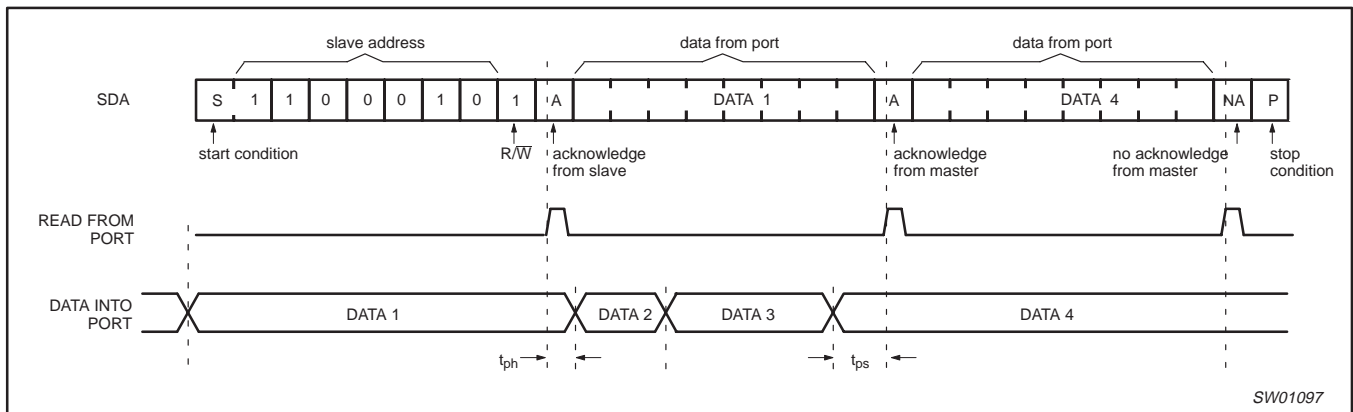 slave address
data from port
data from port
SDA
S 1 1 0 0 0 1 0 1 A DATA 1 A DATA 4 NA P
start condition
R/W̅
acknowledge
from slave
acknowledge
from master
no acknowledge
from master
stop
condition
READ FROM
PORT
DATA INTO
PORT
DATA 1
DATA 2
DATA 3
DATA 4
tph
tps
SW01097